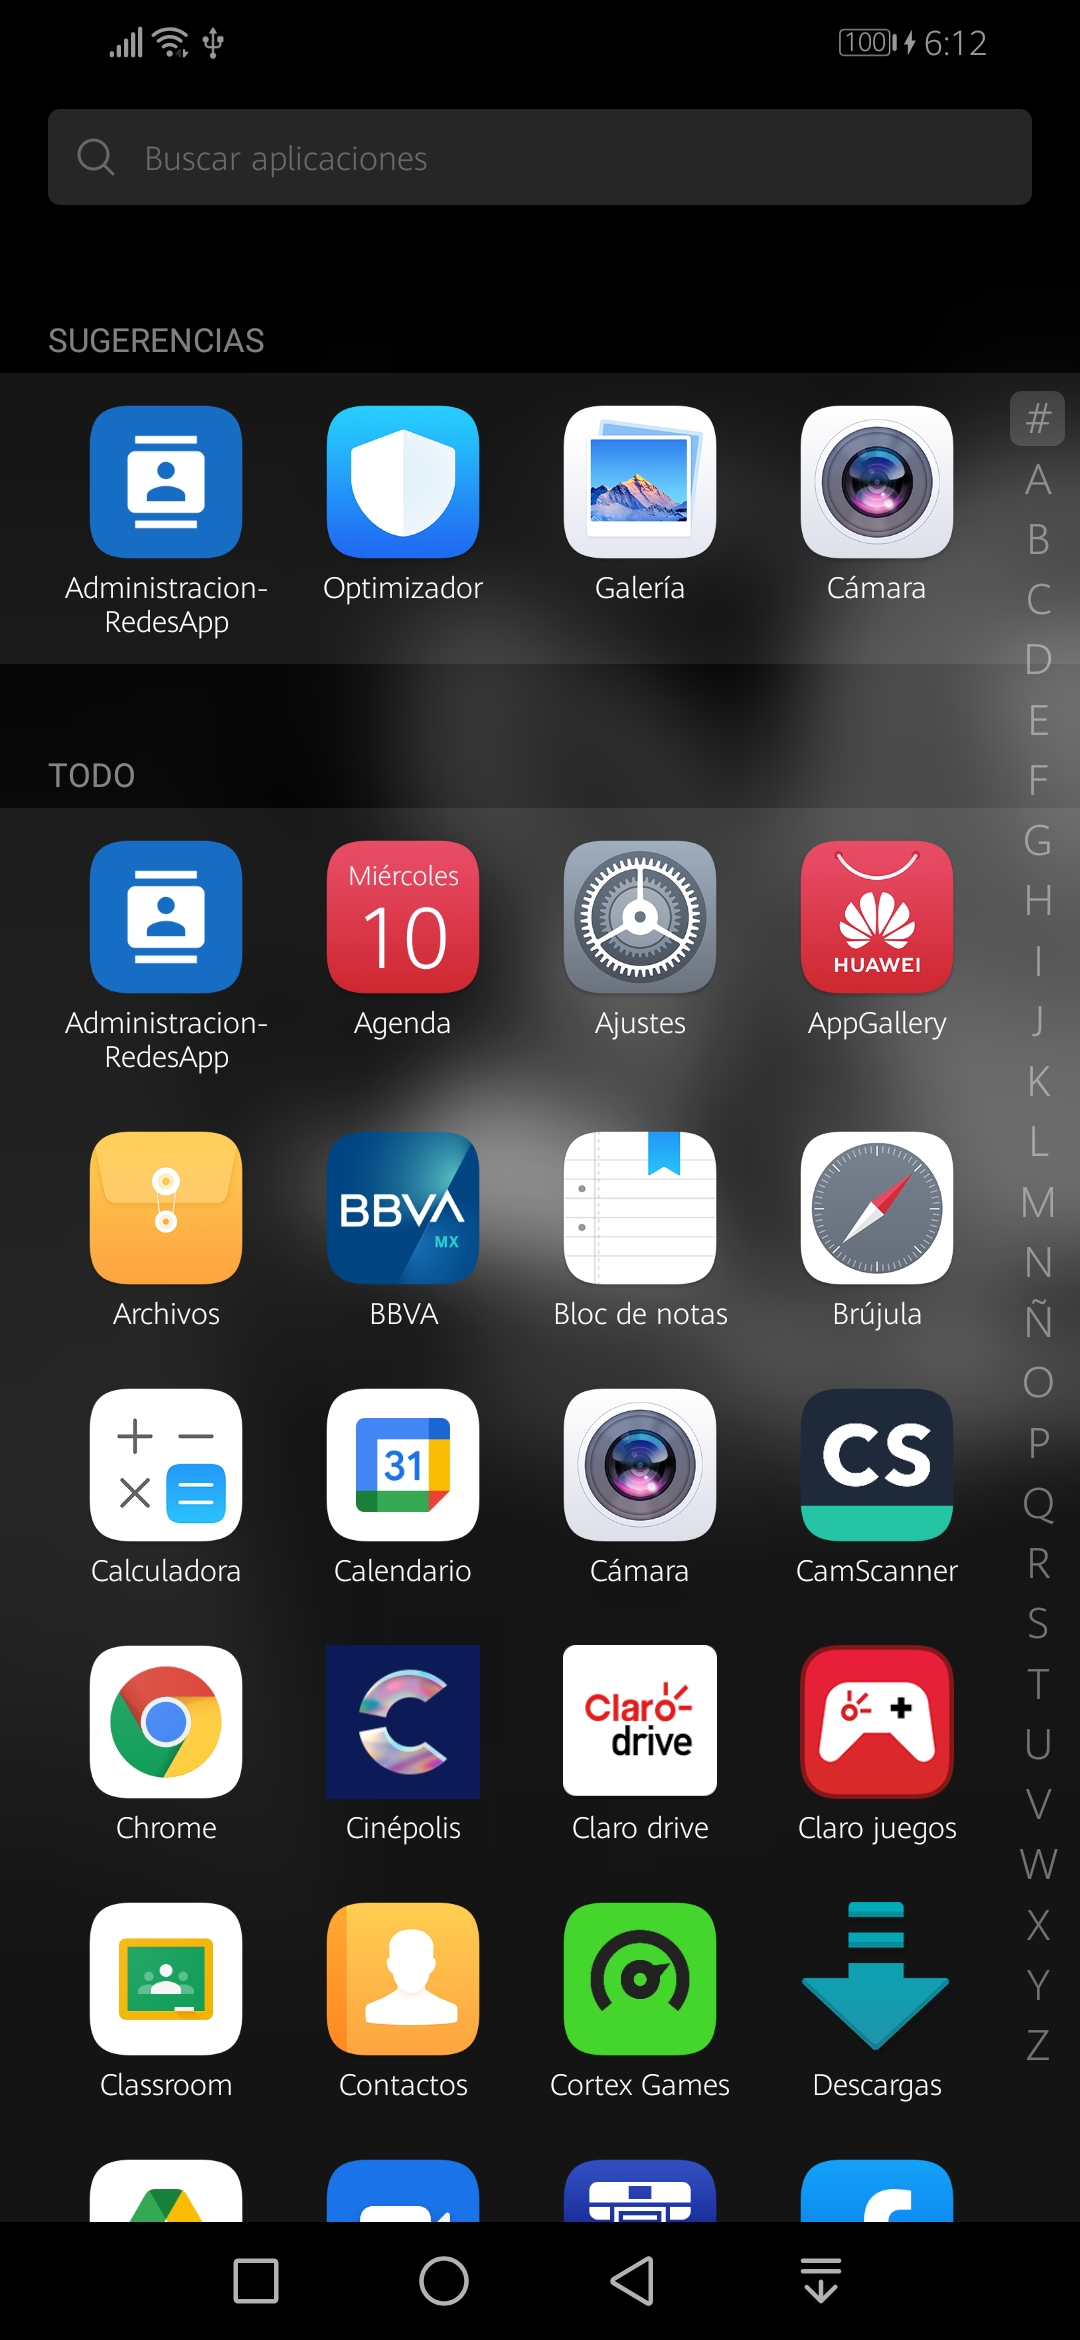 100 6:12
Buscar aplicaciones
SUGERENCIAS
Administracion-
RedesApp
Optimizador
Galería
Cámara
TODO
Miércoles
10
HUAWEI
Administracion-
RedesApp
Agenda
Ajustes
AppGallery
BBVA
MX
Archivos
BBVA
Bloc de notas
Brújula
31
CS
Calculadora
Calendario
Cámara
CamScanner
Claro
drive
Chrome
Cinépolis
Claro drive
Claro juegos
Classroom
Contactos
Cortex Games
Descargas
#
A
B
C
D
E
F
G
H
I
J
K
L
M
N
Ñ
O
P
Q
R
S
T
U
V
W
X
Y
Z